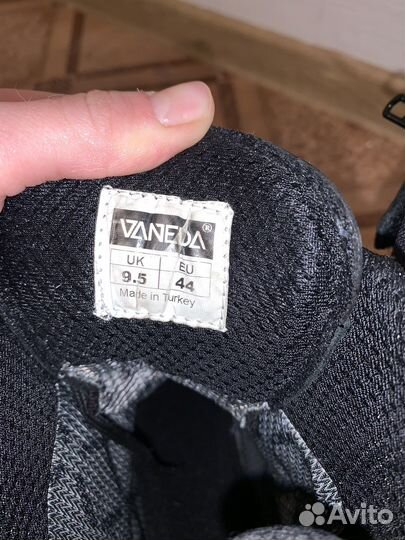 VANEDA®
UK EU
9.5 44
Made in Turkey
Avito